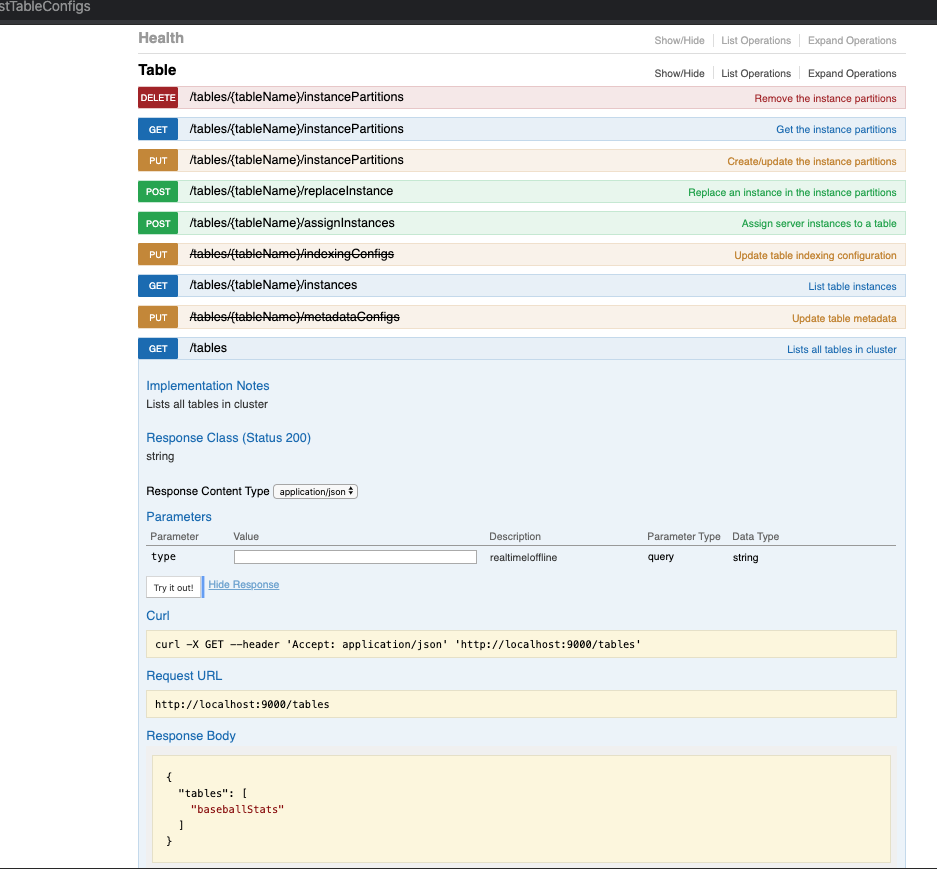 stTableConfigs
Health Show/Hide List Operations Expand Operations
Table Show/Hide List Operations Expand Operations
DELETE /tables/{tableName}/instancePartitions Remove the instance partitions
GET /tables/{tableName}/instancePartitions Get the instance partitions
PUT /tables/{tableName}/instancePartitions Create/update the instance partitions
POST /tables/{tableName}/replaceInstance Replace an instance in the instance partitions
POST /tables/{tableName}/assignInstances Assign server instances to a table
PUT /tables/{tableName}/indexingConfigs Update table indexing configuration
GET /tables/{tableName}/instances List table instances
PUT /tables/{tableName}/metadataConfigs Update table metadata
GET /tables Lists all tables in cluster
Implementation Notes
Lists all tables in cluster
Response Class (Status 200)
string
Response Content Type application/json
Parameters
Parameter Value Description Parameter Type Data Type
type realtime|offline query string
Try it out! Hide Response
Curl
curl -X GET --header 'Accept: application/json' 'http://localhost:9000/tables'
Request URL
http://localhost:9000/tables
Response Body
{
"tables": [
"baseballStats"
]
}